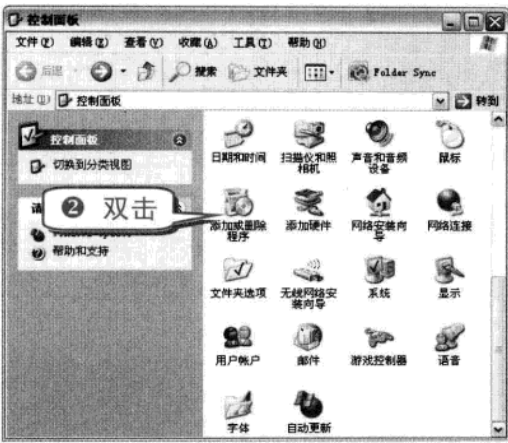 控制面板
文件(F) 编辑(E) 查看(V) 收藏(A) 工具(T) 帮助(H)
后退 搜索 文件夹 Folder Sync
地址(D) 控制面板 转到
控制面板
切换到分类视图
❷ 双击
帮助和支持
日期和时间 扫描仪和照相机 声音和音频设备 鼠标
添加或删除程序 添加硬件 网络安装向导 网络连接
文件夹选项 无线网络安装向导 系统 显示
用户帐户 邮件 游戏控制器 语音
字体 自动更新